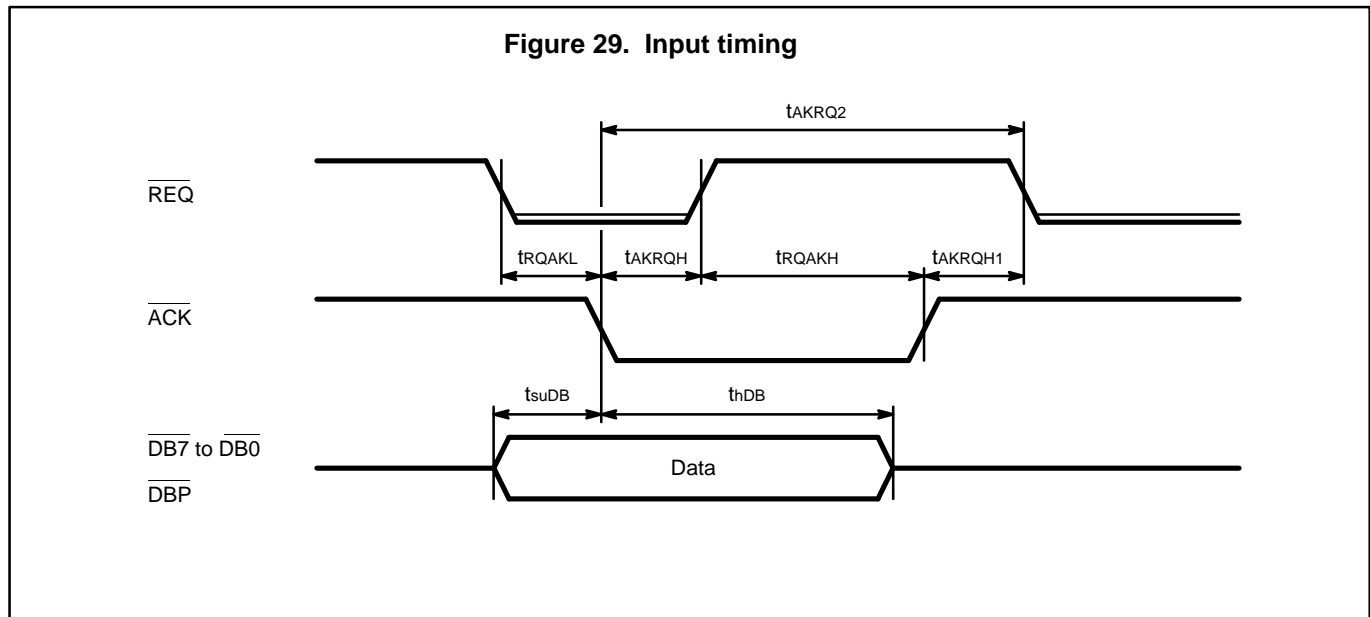 Figure 29. Input timing
tAKRQ2
REQ
tRQAKL tAKRQH tRQAKH tAKRQH1
ACK
tsuDB thDB
DB7 to DB0
Data
DBP